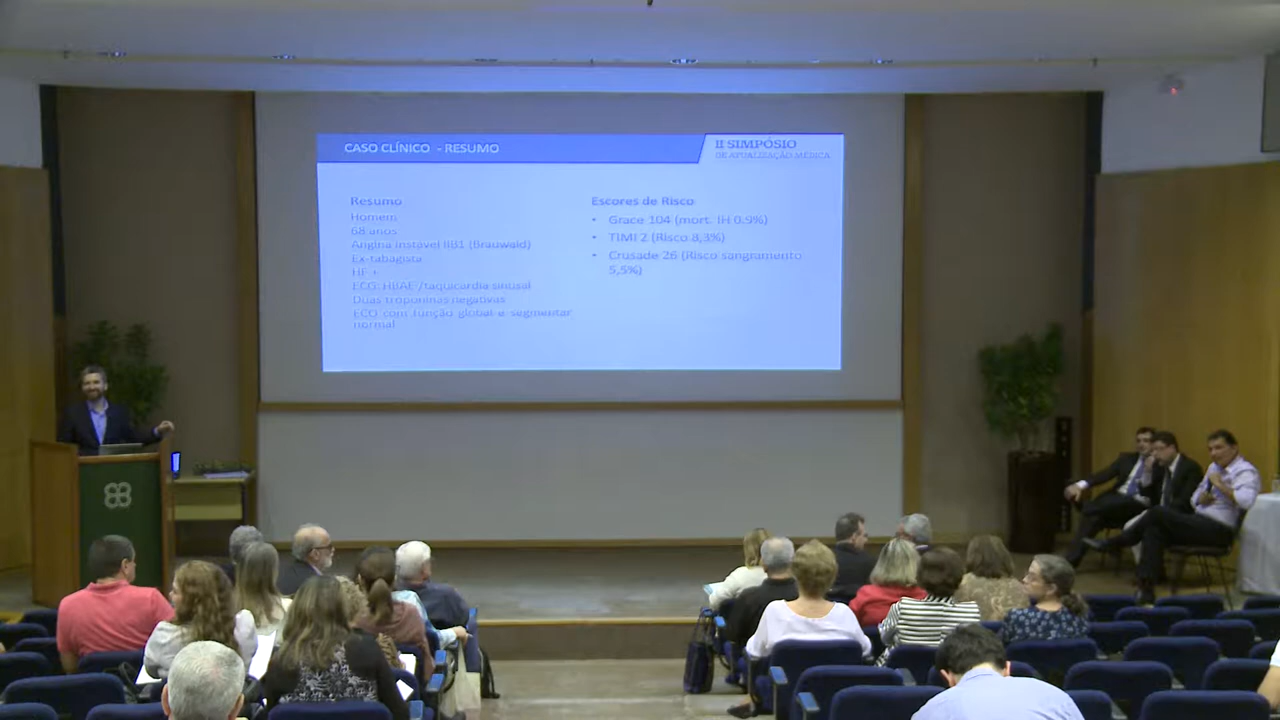 CASO CLÍNICO - RESUMO
II SIMPÓSIO
DE ATUALIZAÇÃO MÉDICA
Resumo
Homem
68 anos
Angina instável IIB1 (Brauwald)
Ex-tabagista
HF +
ECG: HBAE /taquicardia sinusal
Duas troponinas negativas
ECO com função global e segmentar
normal
Escores de Risco
• Grace 104 (mort. IH 0.9%)
• TIMI 2 (Risco 8,3%)
• Crusade 26 (Risco sangramento
5,5%)